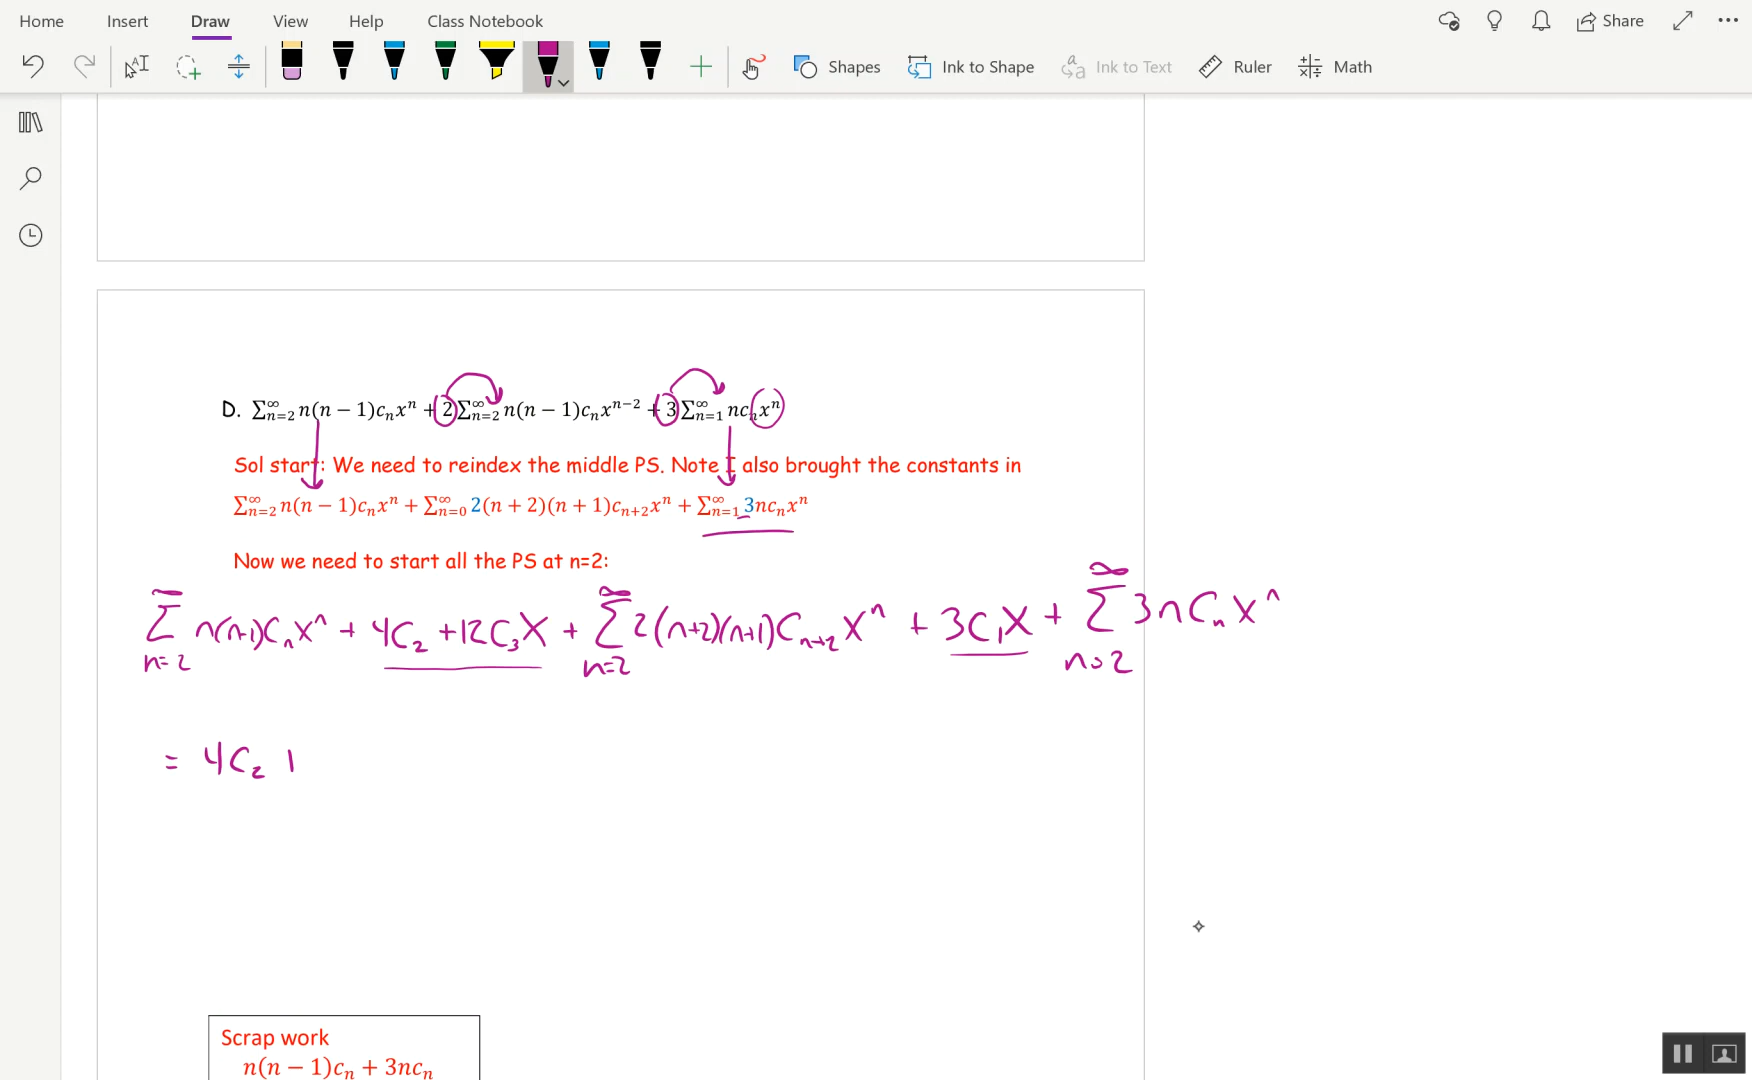 Home Insert Draw View Help Class Notebook Share
Shapes Ink to Shape Ink to Text Ruler Math
D. ∑_{n=2}^{∞} n(n − 1)c_n x^n + 2 ∑_{n=2}^{∞} n(n − 1)c_n x^{n−2} + 3 ∑_{n=1}^{∞} nc_n x^n
Sol start: We need to reindex the middle PS. Note I also brought the constants in
∑_{n=2}^{∞} n(n − 1)c_n x^n + ∑_{n=0}^{∞} 2(n + 2)(n + 1)c_{n+2} x^n + ∑_{n=1}^{∞} 3nc_n x^n
Now we need to start all the PS at n=2:
∑_{n=2}^{∞} n(n-1)C_n X^n + 4C_2 + 12C_3 X + ∑_{n=2}^{∞} 2(n+2)(n+1)C_{n+2} X^n + 3C_1 X + ∑_{n=2}^{∞} 3nC_n X^n
= 4C_2
Scrap work
n(n − 1)c_n + 3nc_n